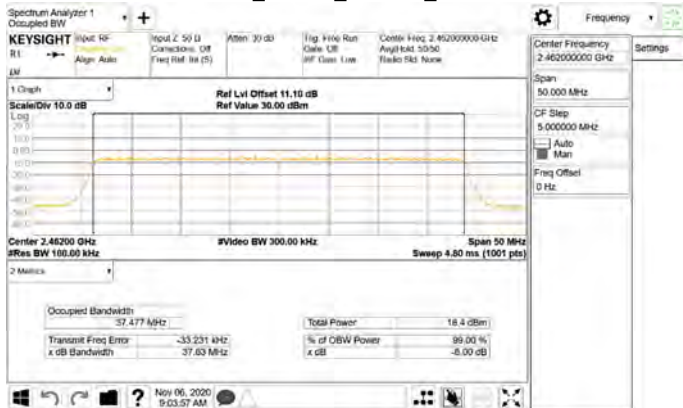 Spectrum Analyzer 1
Occupied BW
+
Frequency
KEYSIGHT
Input: RF
Align: Auto
Input Z: 50 Ω
Corrections: Off
Freq Ref: Int (S)
Atten: 30 dB
Trig: Free Run
Gate: Off
#IF Gain: Low
Center Freq: 2.462000000 GHz
Avg|Hold: 50/50
Radio Std: None
Center Frequency
2.462000000 GHz
Settings
Span
50.000 MHz
CF Step
5.000000 MHz
Auto
Man
Freq Offset
0 Hz
1 Graph
Scale/Div 10.0 dB
Ref Lvl Offset 11.10 dB
Ref Value 30.00 dBm
Log
Center 2.46200 GHz
#Video BW 300.00 kHz
Span 50 MHz
#Res BW 100.00 kHz
Sweep 4.80 ms (1001 pts)
2 Metrics
Occupied Bandwidth
37.477 MHz
Total Power
18.4 dBm
Transmit Freq Error
-33.231 kHz
% of OBW Power
99.00 %
x dB Bandwidth
37.63 MHz
x dB
-6.00 dB
?
Nov 06, 2020
9:03:57 AM